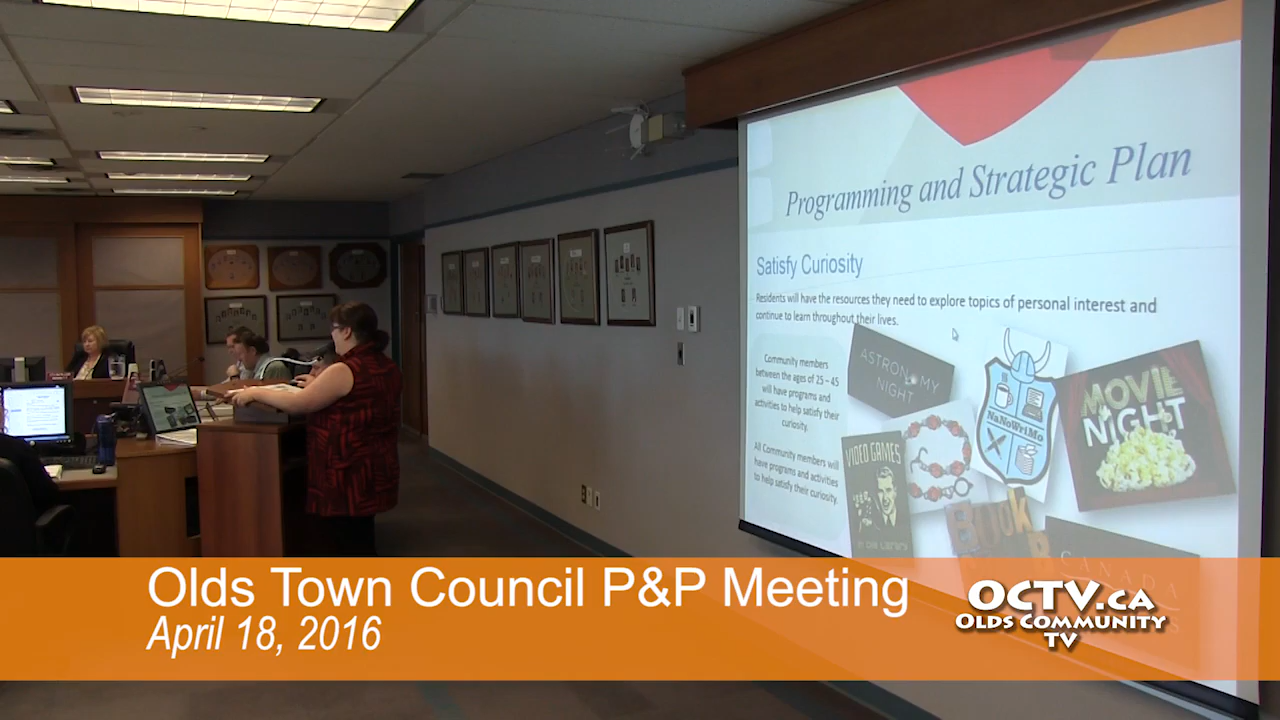 Programming and Strategic Plan
Satisfy Curiosity
Residents will have the resources they need to explore topics of personal interest and
continue to learn throughout their lives.
Community members
between the ages of 25 – 45
will have programs and
activities to help satisfy their
curiosity.
All Community members will
have programs and activities
to help satisfy their curiosity.
ASTRONOMY
NIGHT
NaNoWriMo
MOVIE
NIGHT
VIDEO GAMES
BOOK
CANADA
Olds Town Council P&P Meeting
April 18, 2016
OCTV.CA
OLDS COMMUNITY
TV